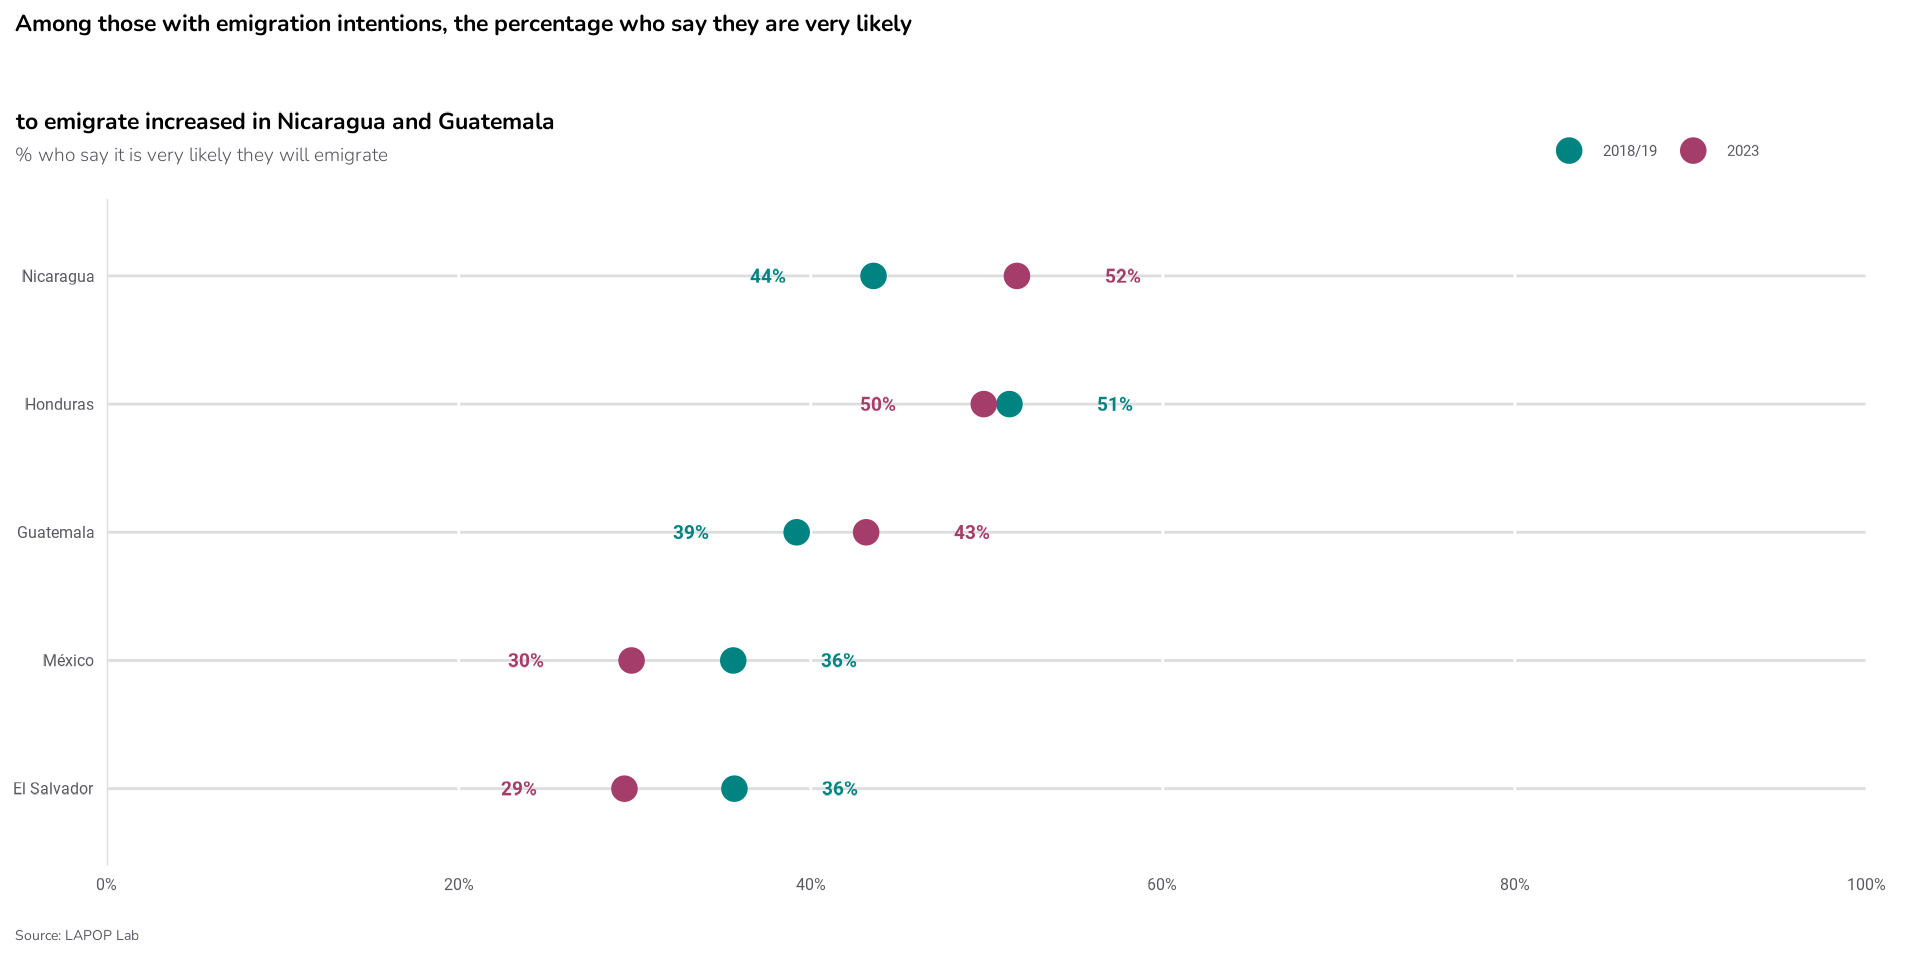 Among those with emigration intentions, the percentage who say they are very likely
to emigrate increased in Nicaragua and Guatemala
% who say it is very likely they will emigrate
2018/19 2023
Nicaragua 44% 52%
Honduras 50% 51%
Guatemala 39% 43%
México 30% 36%
El Salvador 29% 36%
0% 20% 40% 60% 80% 100%
Source: LAPOP Lab